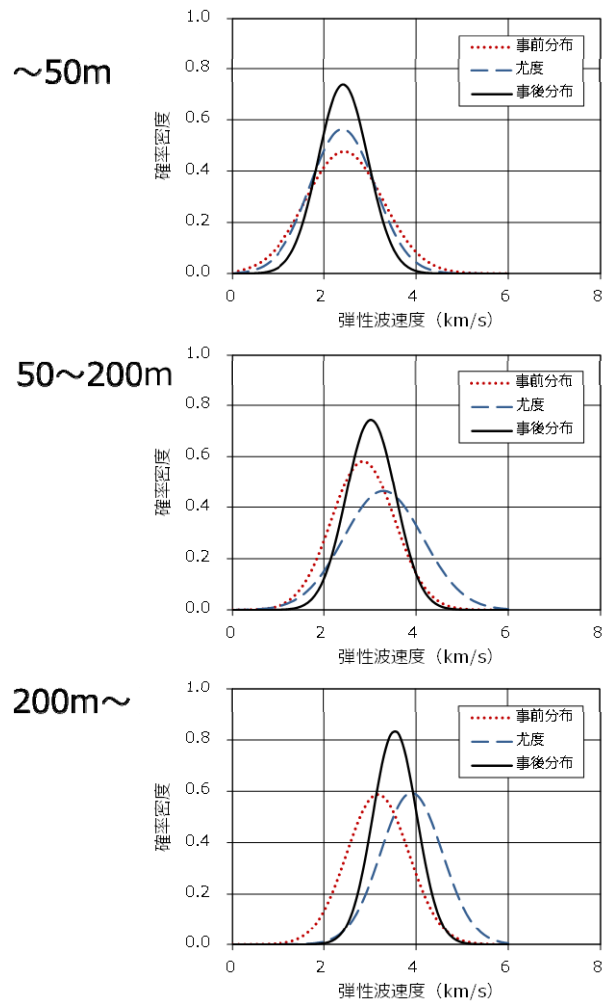 ～50m
1.0
0.8
0.6
0.4
0.2
0.0
確率密度
事前分布
尤度
事後分布
0 2 4 6 8
弾性波速度（km/s）
50～200m
1.0
0.8
0.6
0.4
0.2
0.0
確率密度
事前分布
尤度
事後分布
0 2 4 6 8
弾性波速度（km/s）
200m～
1.0
0.8
0.6
0.4
0.2
0.0
確率密度
事前分布
尤度
事後分布
0 2 4 6 8
弾性波速度（km/s）